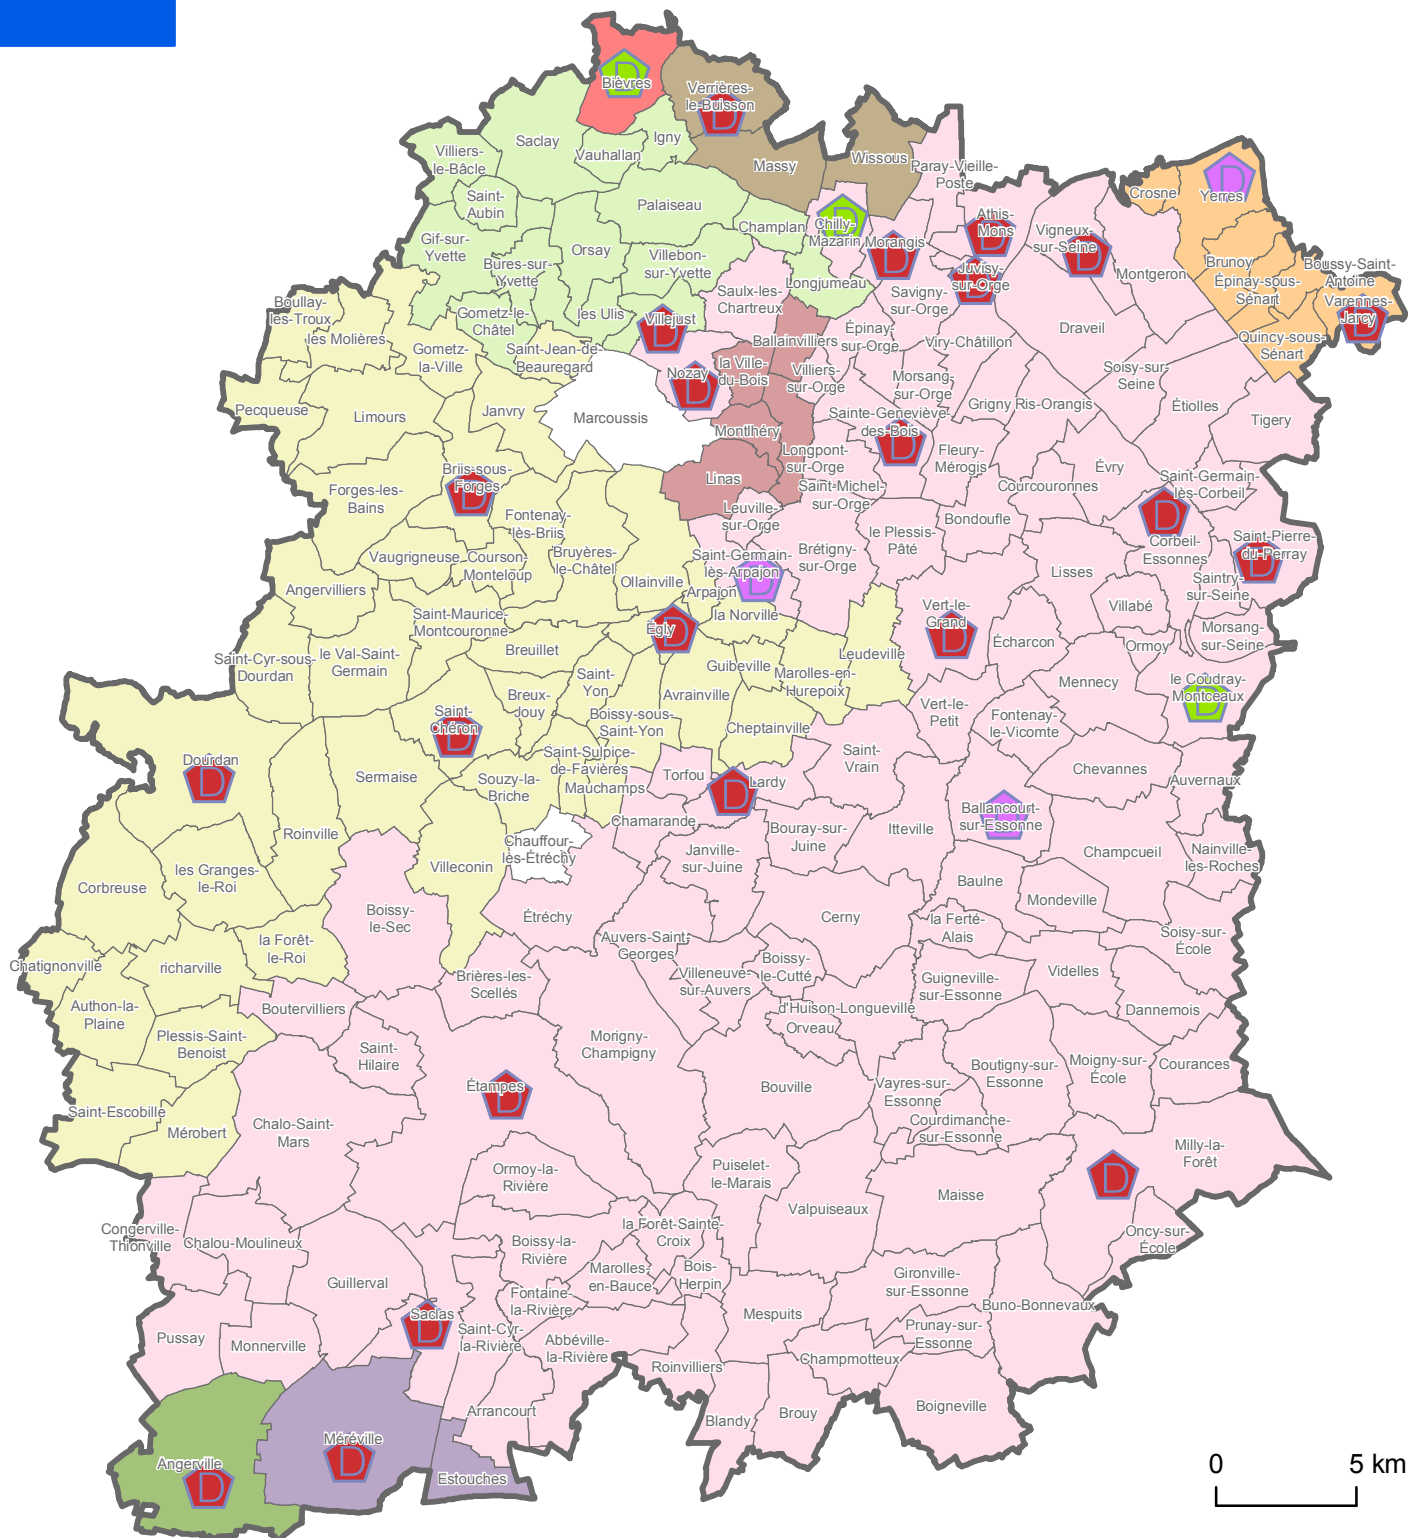 D
Bièvres
Verrières-
le-Buisson
D
Saclay
Igny
Vauhallan
Massy
Wissous
Villiers-
le-Bâcle
Paray-Vieille-
Poste
Crosne
D
Yerres
Saint-
Aubin
Palaiseau
Champlan
D
Chilly-
Mazarin
Morangis
D
Athis-
Mons
D
Vigneux-
sur-Seine
D
Gif-sur-
Yvette
Orsay
Bures-sur-
Yvette
Villebon-
sur-Yvette
Longjumeau
Juvisy-
sur-Orge
D
Montgeron
Brunoy
Boussy-Saint-
Antoine
Épinay-sous-
Sénart
Varennes-
Jarcy
D
Quincy-sous-
Sénart
Boullay-
les-Troux
les Molières
Gometz-le-
Châtel
les Ulis
Villejust
D
Saulx-les-
Chartreux
Savigny-
sur-Orge
Draveil
Gometz-
la-Ville
Saint-Jean-de-
Beauregard
Ballainvilliers
Épinay-
sur-Orge
Viry-Châtillon
Nozay
D
la Ville-
du-Bois
Villiers-
sur-Orge
Morsang-
sur-Orge
Soisy-sur-
Seine
Pecqueuse
Limours
Janvry
Marcoussis
Montlhéry
Sainte-Geneviève-
des-Bois
D
Grigny
Ris-Orangis
Étiolles
Tigery
Briis-sous-
Forges
D
Linas
Longpont-
sur-Orge
Fleury-
Mérogis
Évry
Forges-les-
Bains
Saint-Michel-
sur-Orge
Courcouronnes
Saint-Germain-
lès-Corbeil
Fontenay-
lès-Briis
Leuville-
sur-Orge
Bondoufle
D
Corbeil-
Essonnes
Saint-Pierre-
du-Perray
D
Vaugrigneuse
Courson-
Monteloup
Bruyères-
le-Châtel
Saint-Germain-
lès-Arpajon
Brétigny-
sur-Orge
le Plessis-
Pâté
Lisses
Saintry-
sur-Seine
Angervilliers
Ollainville
Arpajon
D
la Norville
Villabé
Saint-Maurice-
Montcouronne
Égly
D
Vert-le-
Grand
D
Écharcon
Ormoy
Morsang-
sur-Seine
Saint-Cyr-sous-
Dourdan
le Val-Saint-
Germain
Breuillet
Saint-
Yon
Guibeville
Marolles-en-
Hurepoix
Leudeville
Mennecy
le Coudray-
Montceaux
D
Breux-
Jouy
Avrainville
Boissy-sous-
Saint-Yon
Cheptainville
Vert-le-
Petit
Fontenay-
le-Vicomte
Saint-
Chéron
D
Dourdan
D
Sermaise
Souzy-la-
Briche
Saint-Sulpice-
de-Favières
Mauchamps
Torfou
Lardy
D
Saint-
Vrain
Chevannes
Auvernaux
Roinville
Chamarande
Bouray-sur-
Juine
Itteville
Ballancourt-
sur-Essonne
D
Chauffour-
lès-Étréchy
Janville-
sur-Juine
Champcueil
Nainville-
les-Roches
Corbreuse
les Granges-
le-Roi
Villeconin
Baulne
Mondeville
Boissy-
le-Sec
Étréchy
Cerny
la Ferté-
Alais
Soisy-sur-
École
Chatignonville
richarville
la Forêt-
le-Roi
Auvers-Saint-
Georges
Villeneuve-
sur-Auvers
Boissy-
le-Cutté
Guigneville-
sur-Essonne
Videlles
Brières-les-
Scellés
Boutervilliers
Authon-la-
Plaine
Plessis-Saint-
Benoist
d'Huison-Longueville
Orveau
Dannemois
Saint-
Hilaire
Morigny-
Champigny
Boutigny-sur-
Essonne
Moigny-sur-
École
Courances
Étampes
D
Bouville
Vayres-sur-
Essonne
Saint-Escobille
Mérobert
Chalo-Saint-
Mars
Courdimanche-
sur-Essonne
Milly-la-
Forêt
D
Ormoy-la-
Rivière
Puiselet-
le-Marais
Valpuiseaux
Maisse
Congerville-
Thionville
Chalou-Moulineux
la Forêt-Sainte-
Croix
Oncy-sur-
École
Guillerval
Boissy-la-
Rivière
Marolles-
en-Bauce
Bois-
Herpin
Gironville-
sur-Essonne
Fontaine-
la-Rivière
Buno-Bonnevaux
Saclas
D
Mespuits
Pussay
Monnerville
Saint-Cyr-
la-Rivière
Abbéville-
la-Rivière
Prunay-sur-
Essonne
Roinvilliers
Champmotteux
Arrancourt
Blandy
Brouy
Boigneville
Méréville
D
Angerville
D
Estouches
0
5 km